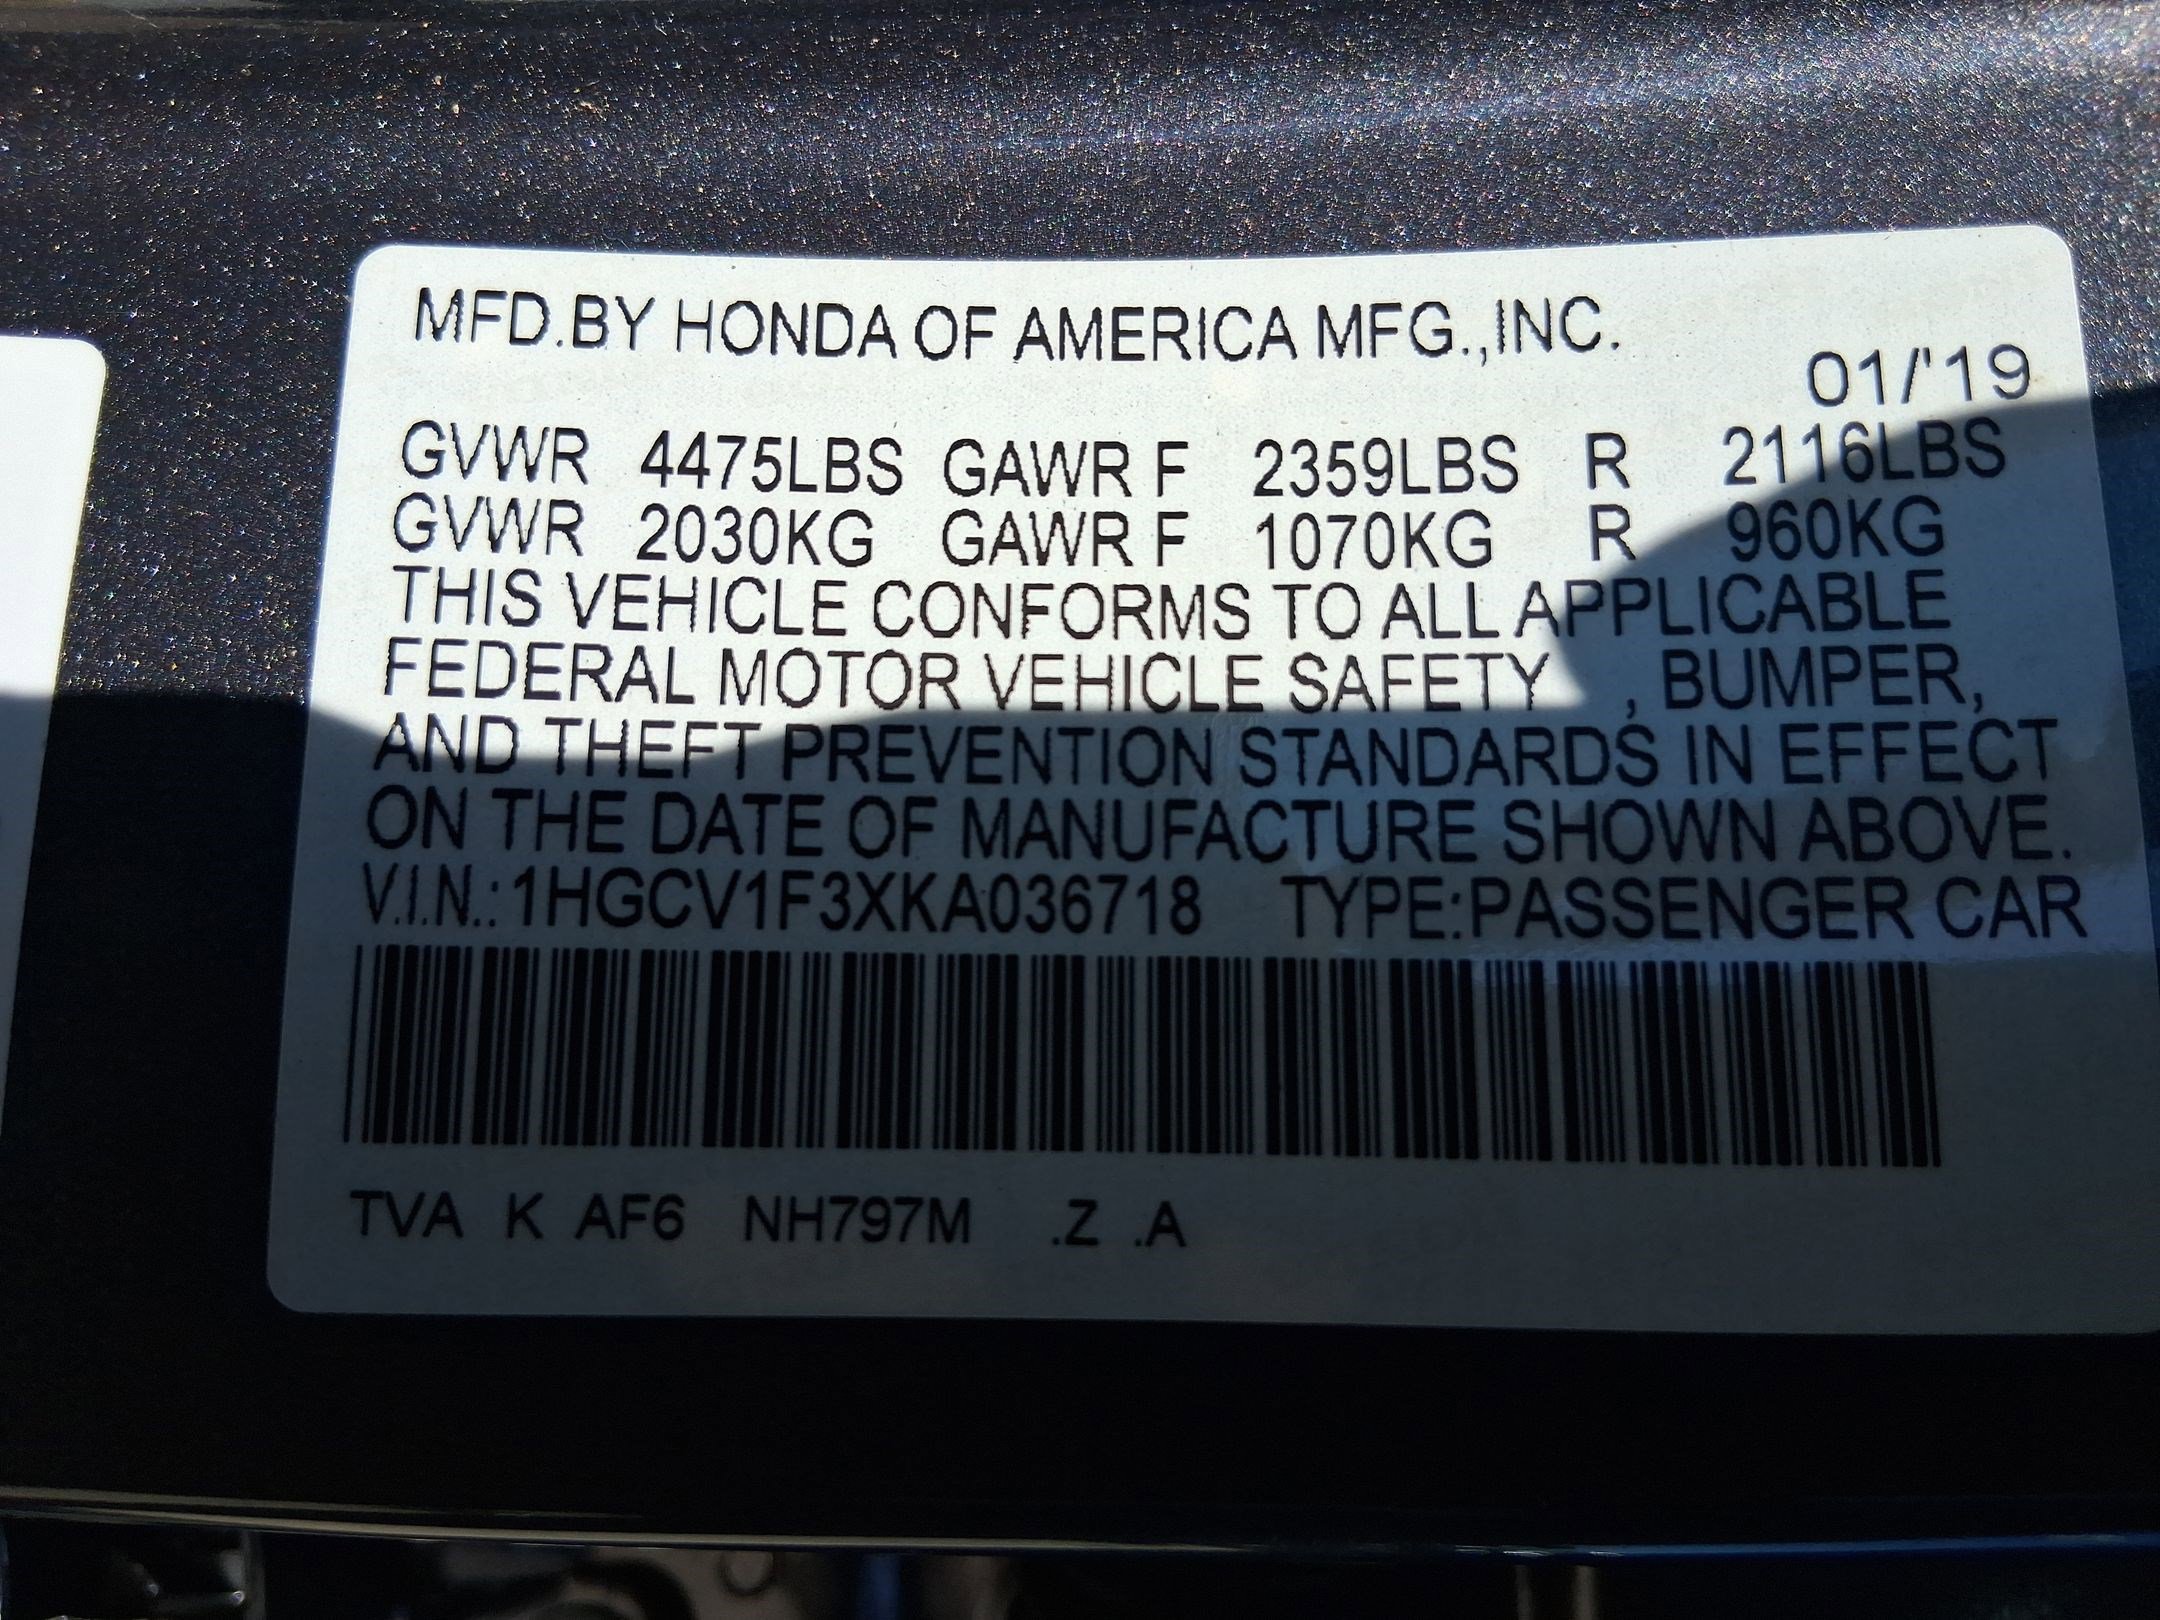 MFD.BY HONDA OF AMERICA MFG.,INC.
01/'19
GVWR 4475LBS GAWR F 2359LBS R 2116LBS
GVWR 2030KG GAWR F 1070KG R 960KG
THIS VEHICLE CONFORMS TO ALL APPLICABLE
FEDERAL MOTOR VEHICLE SAFETY , BUMPER,
AND THEFT PREVENTION STANDARDS IN EFFECT
ON THE DATE OF MANUFACTURE SHOWN ABOVE.
V.I.N.:1HGCV1F3XKA036718 TYPE:PASSENGER CAR
TVA K AF6 NH797M .Z .A